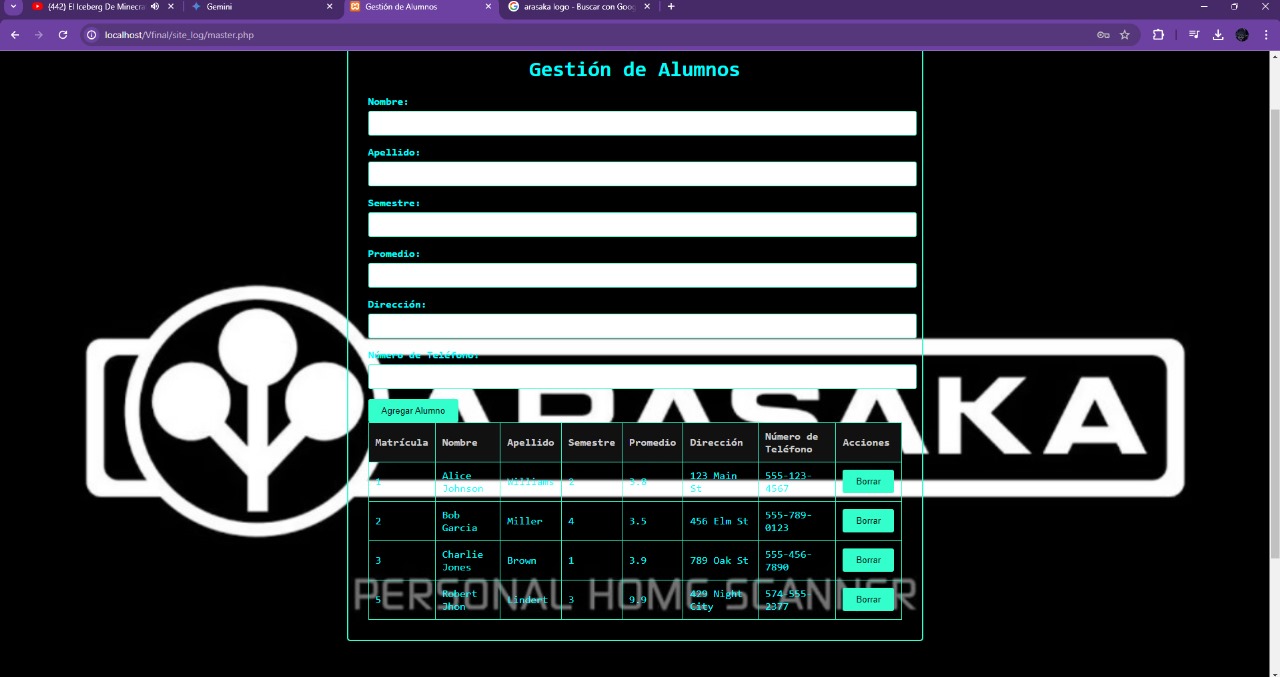 (442) El Iceberg De Minecra
Gemini
Gestión de Alumnos
arasaka logo - Buscar con Goog
localhost/Vfinal/site_log/master.php
Gestión de Alumnos
Nombre:
Apellido:
Semestre:
Promedio:
Dirección:
Número de Teléfono:
Agregar Alumno
ARASAKA
Matrícula Nombre Apellido Semestre Promedio Dirección Número de Teléfono Acciones
1 Alice Johnson Williams 2 3.8 123 Main St 555-123-4567 Borrar
2 Bob Garcia Miller 4 3.5 456 Elm St 555-789-0123 Borrar
3 Charlie Jones Brown 1 3.9 789 Oak St 555-456-7890 Borrar
5 Robert Jhon Lindert 3 9.9 429 Night City 574-555-2377 Borrar
PERSONAL HOME SCANNER